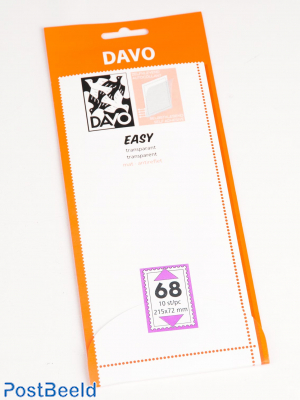 DAVO
DAVO
EASY
transparant
transparent
68
10 st/pc
215x72 mm
PostBeeld